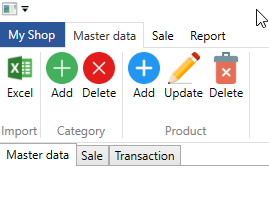 My Shop Master data Sale Report
Excel Add Delete Add Update Delete
Import Category Product
Master data Sale Transaction